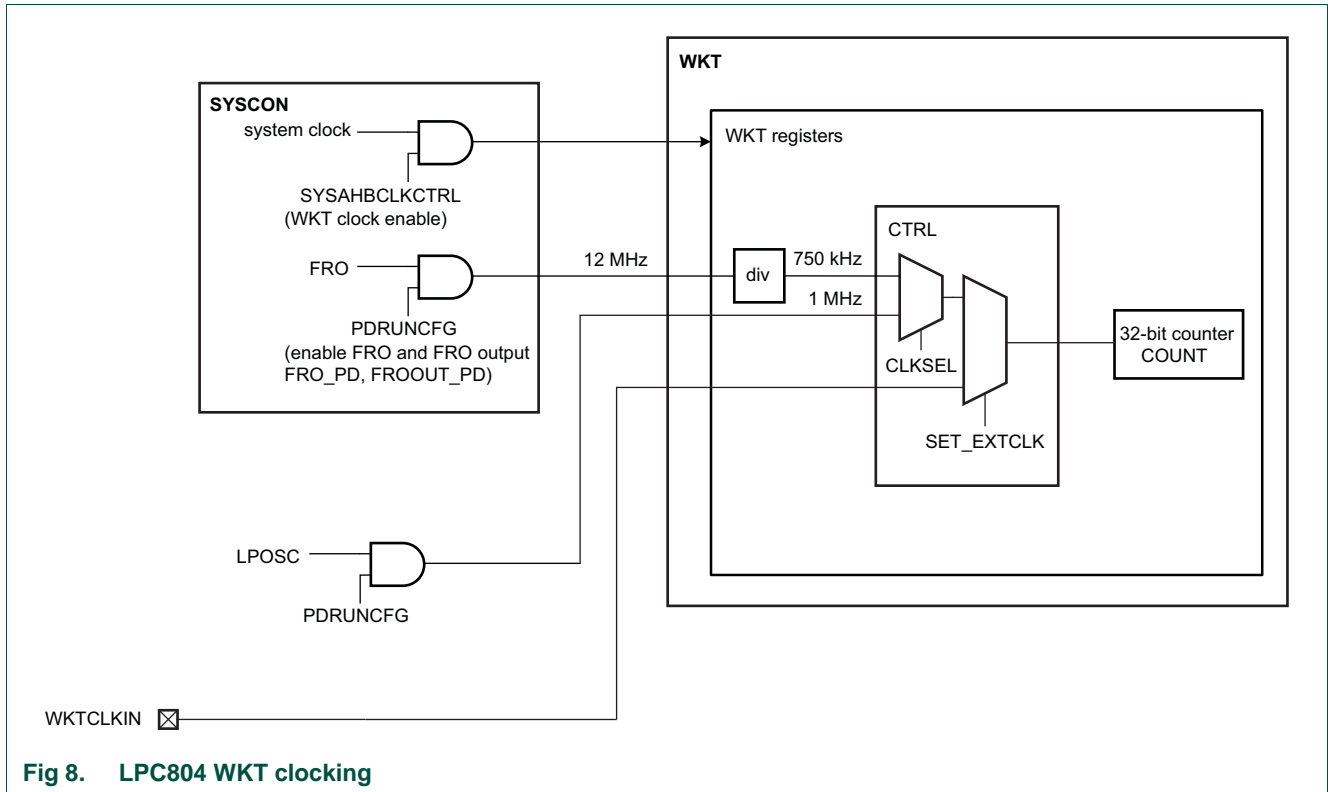 WKT
SYSCON
system clock
WKT registers
SYSAHBCLKCTRL
(WKT clock enable)
CTRL
FRO
12 MHz
div
750 kHz
1 MHz
PDRUNCFG
(enable FRO and FRO output
FRO_PD, FROOUT_PD)
CLKSEL
32-bit counter
COUNT
SET_EXTCLK
LPOSC
PDRUNCFG
WKTCLKIN
Fig 8. LPC804 WKT clocking